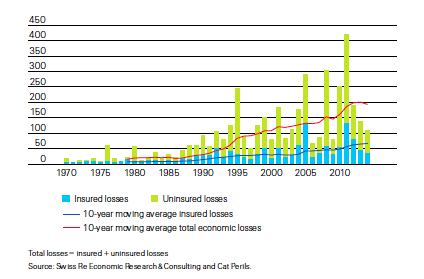 450
400
350
300
250
200
150
100
50
0
1970 1975 1980 1985 1990 1995 2000 2005 2010
Insured losses Uninsured losses
10-year moving average insured losses
10-year moving average total economic losses
Total losses = insured + uninsured losses
Source: Swiss Re Economic Research & Consulting and Cat Perils.